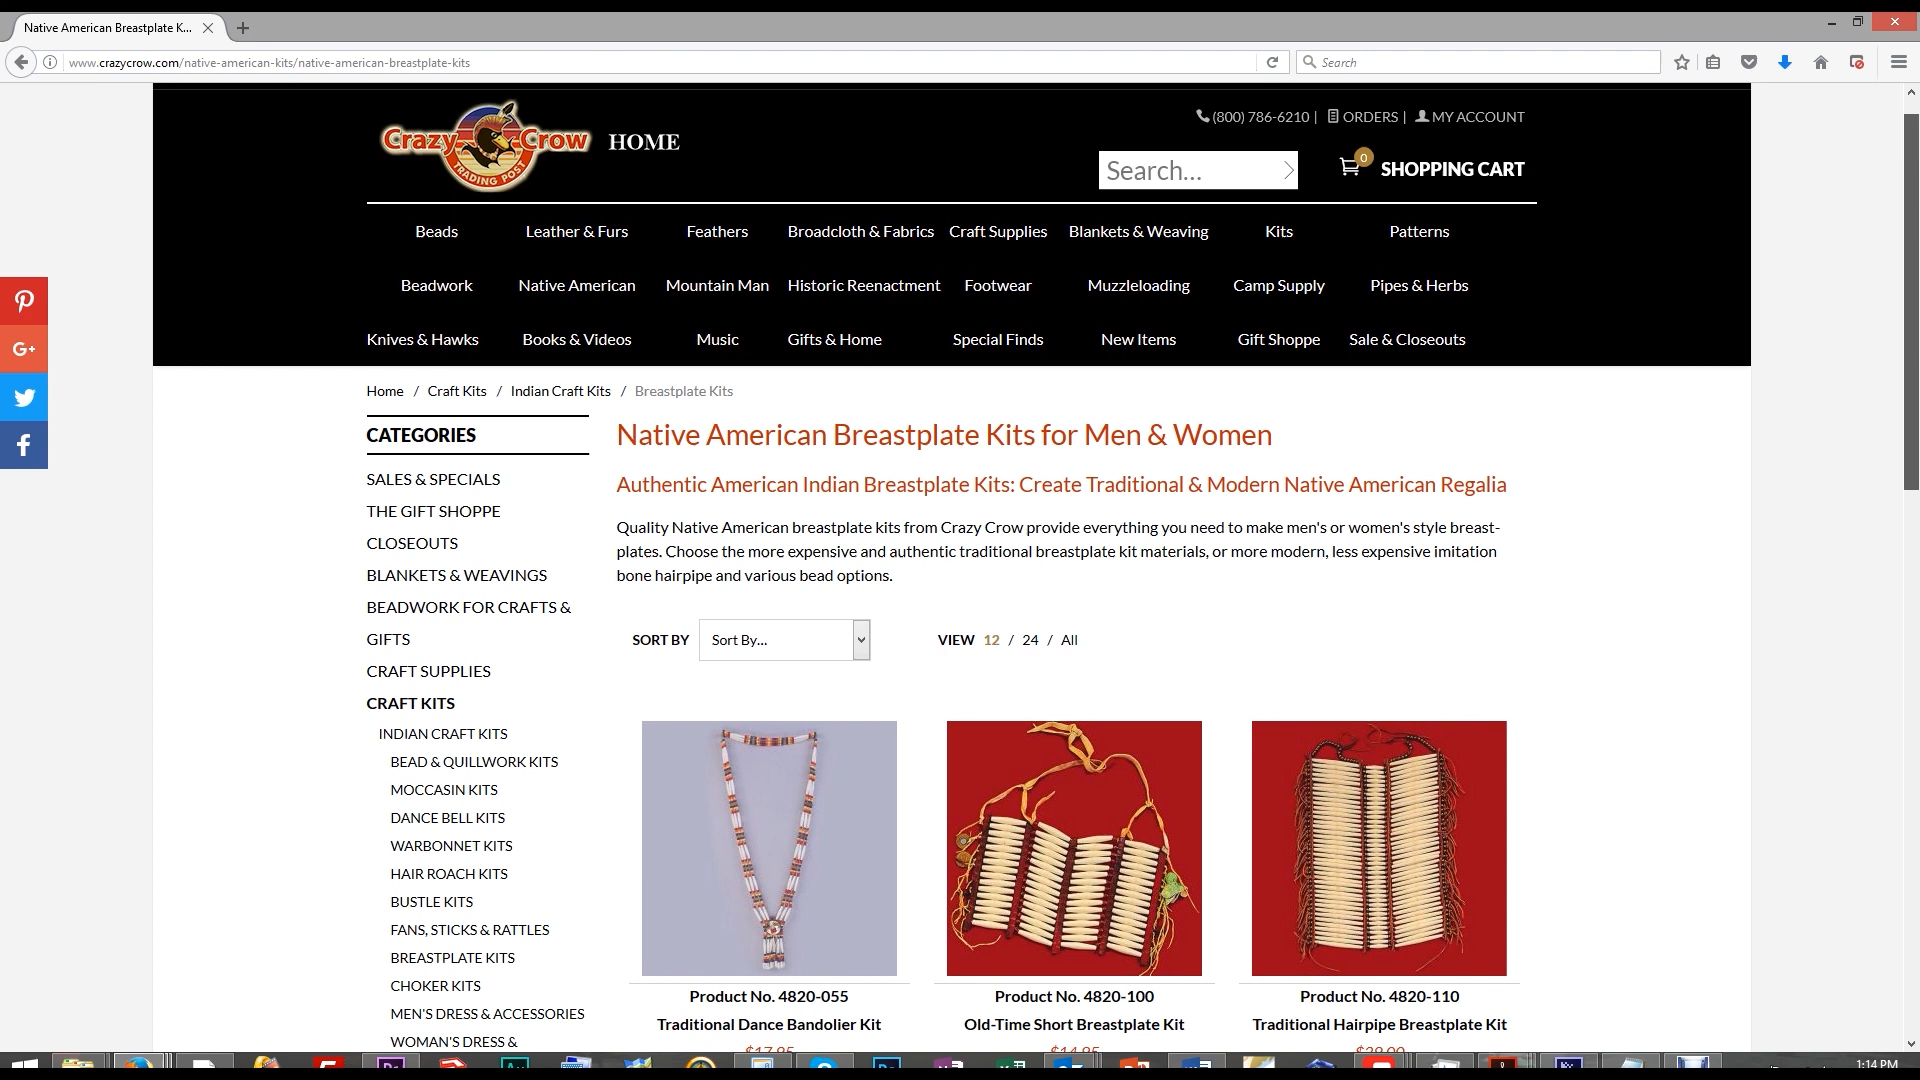 Native American Breastplate K...
www.crazycrow.com/native-american-kits/native-american-breastplate-kits
Search
Crazy Crow
TRADING POST
HOME
(800) 786-6210 | ORDERS | MY ACCOUNT
Search...
0
SHOPPING CART
Beads Leather & Furs Feathers Broadcloth & Fabrics Craft Supplies Blankets & Weaving Kits Patterns
Beadwork Native American Mountain Man Historic Reenactment Footwear Muzzleloading Camp Supply Pipes & Herbs
Knives & Hawks Books & Videos Music Gifts & Home Special Finds New Items Gift Shoppe Sale & Closeouts
G+
Home / Craft Kits / Indian Craft Kits / Breastplate Kits
CATEGORIES
SALES & SPECIALS
THE GIFT SHOPPE
CLOSEOUTS
BLANKETS & WEAVINGS
BEADWORK FOR CRAFTS &
GIFTS
CRAFT SUPPLIES
CRAFT KITS
INDIAN CRAFT KITS
BEAD & QUILLWORK KITS
MOCCASIN KITS
DANCE BELL KITS
WARBONNET KITS
HAIR ROACH KITS
BUSTLE KITS
FANS, STICKS & RATTLES
BREASTPLATE KITS
CHOKER KITS
MEN'S DRESS & ACCESSORIES
WOMAN'S DRESS &
Native American Breastplate Kits for Men & Women
Authentic American Indian Breastplate Kits: Create Traditional & Modern Native American Regalia
Quality Native American breastplate kits from Crazy Crow provide everything you need to make men's or women's style breast-
plates. Choose the more expensive and authentic traditional breastplate kit materials, or more modern, less expensive imitation
bone hairpipe and various bead options.
SORT BY Sort By...
VIEW 12 / 24 / All
Product No. 4820-055
Traditional Dance Bandolier Kit
$17.95
Product No. 4820-100
Old-Time Short Breastplate Kit
$14.95
Product No. 4820-110
Traditional Hairpipe Breastplate Kit
1:14 PM